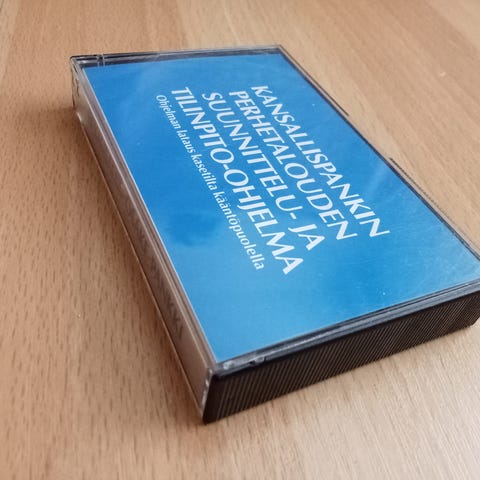 KANSALLISPANKIN
PERHETALOUDEN
SUUNNITTELU- JA
TILINPITO-OHJELMA
Ohjelman lataus kasetilta kääntöpuolella